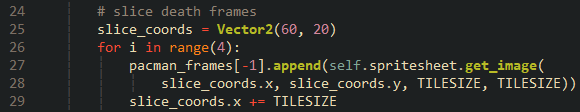 24 # slice death frames
25 slice_coords = Vector2(60, 20)
26 for i in range(4):
27 pacman_frames[-1].append(self.spritesheet.get_image(
28 slice_coords.x, slice_coords.y, TILESIZE, TILESIZE))
29 slice_coords.x += TILESIZE